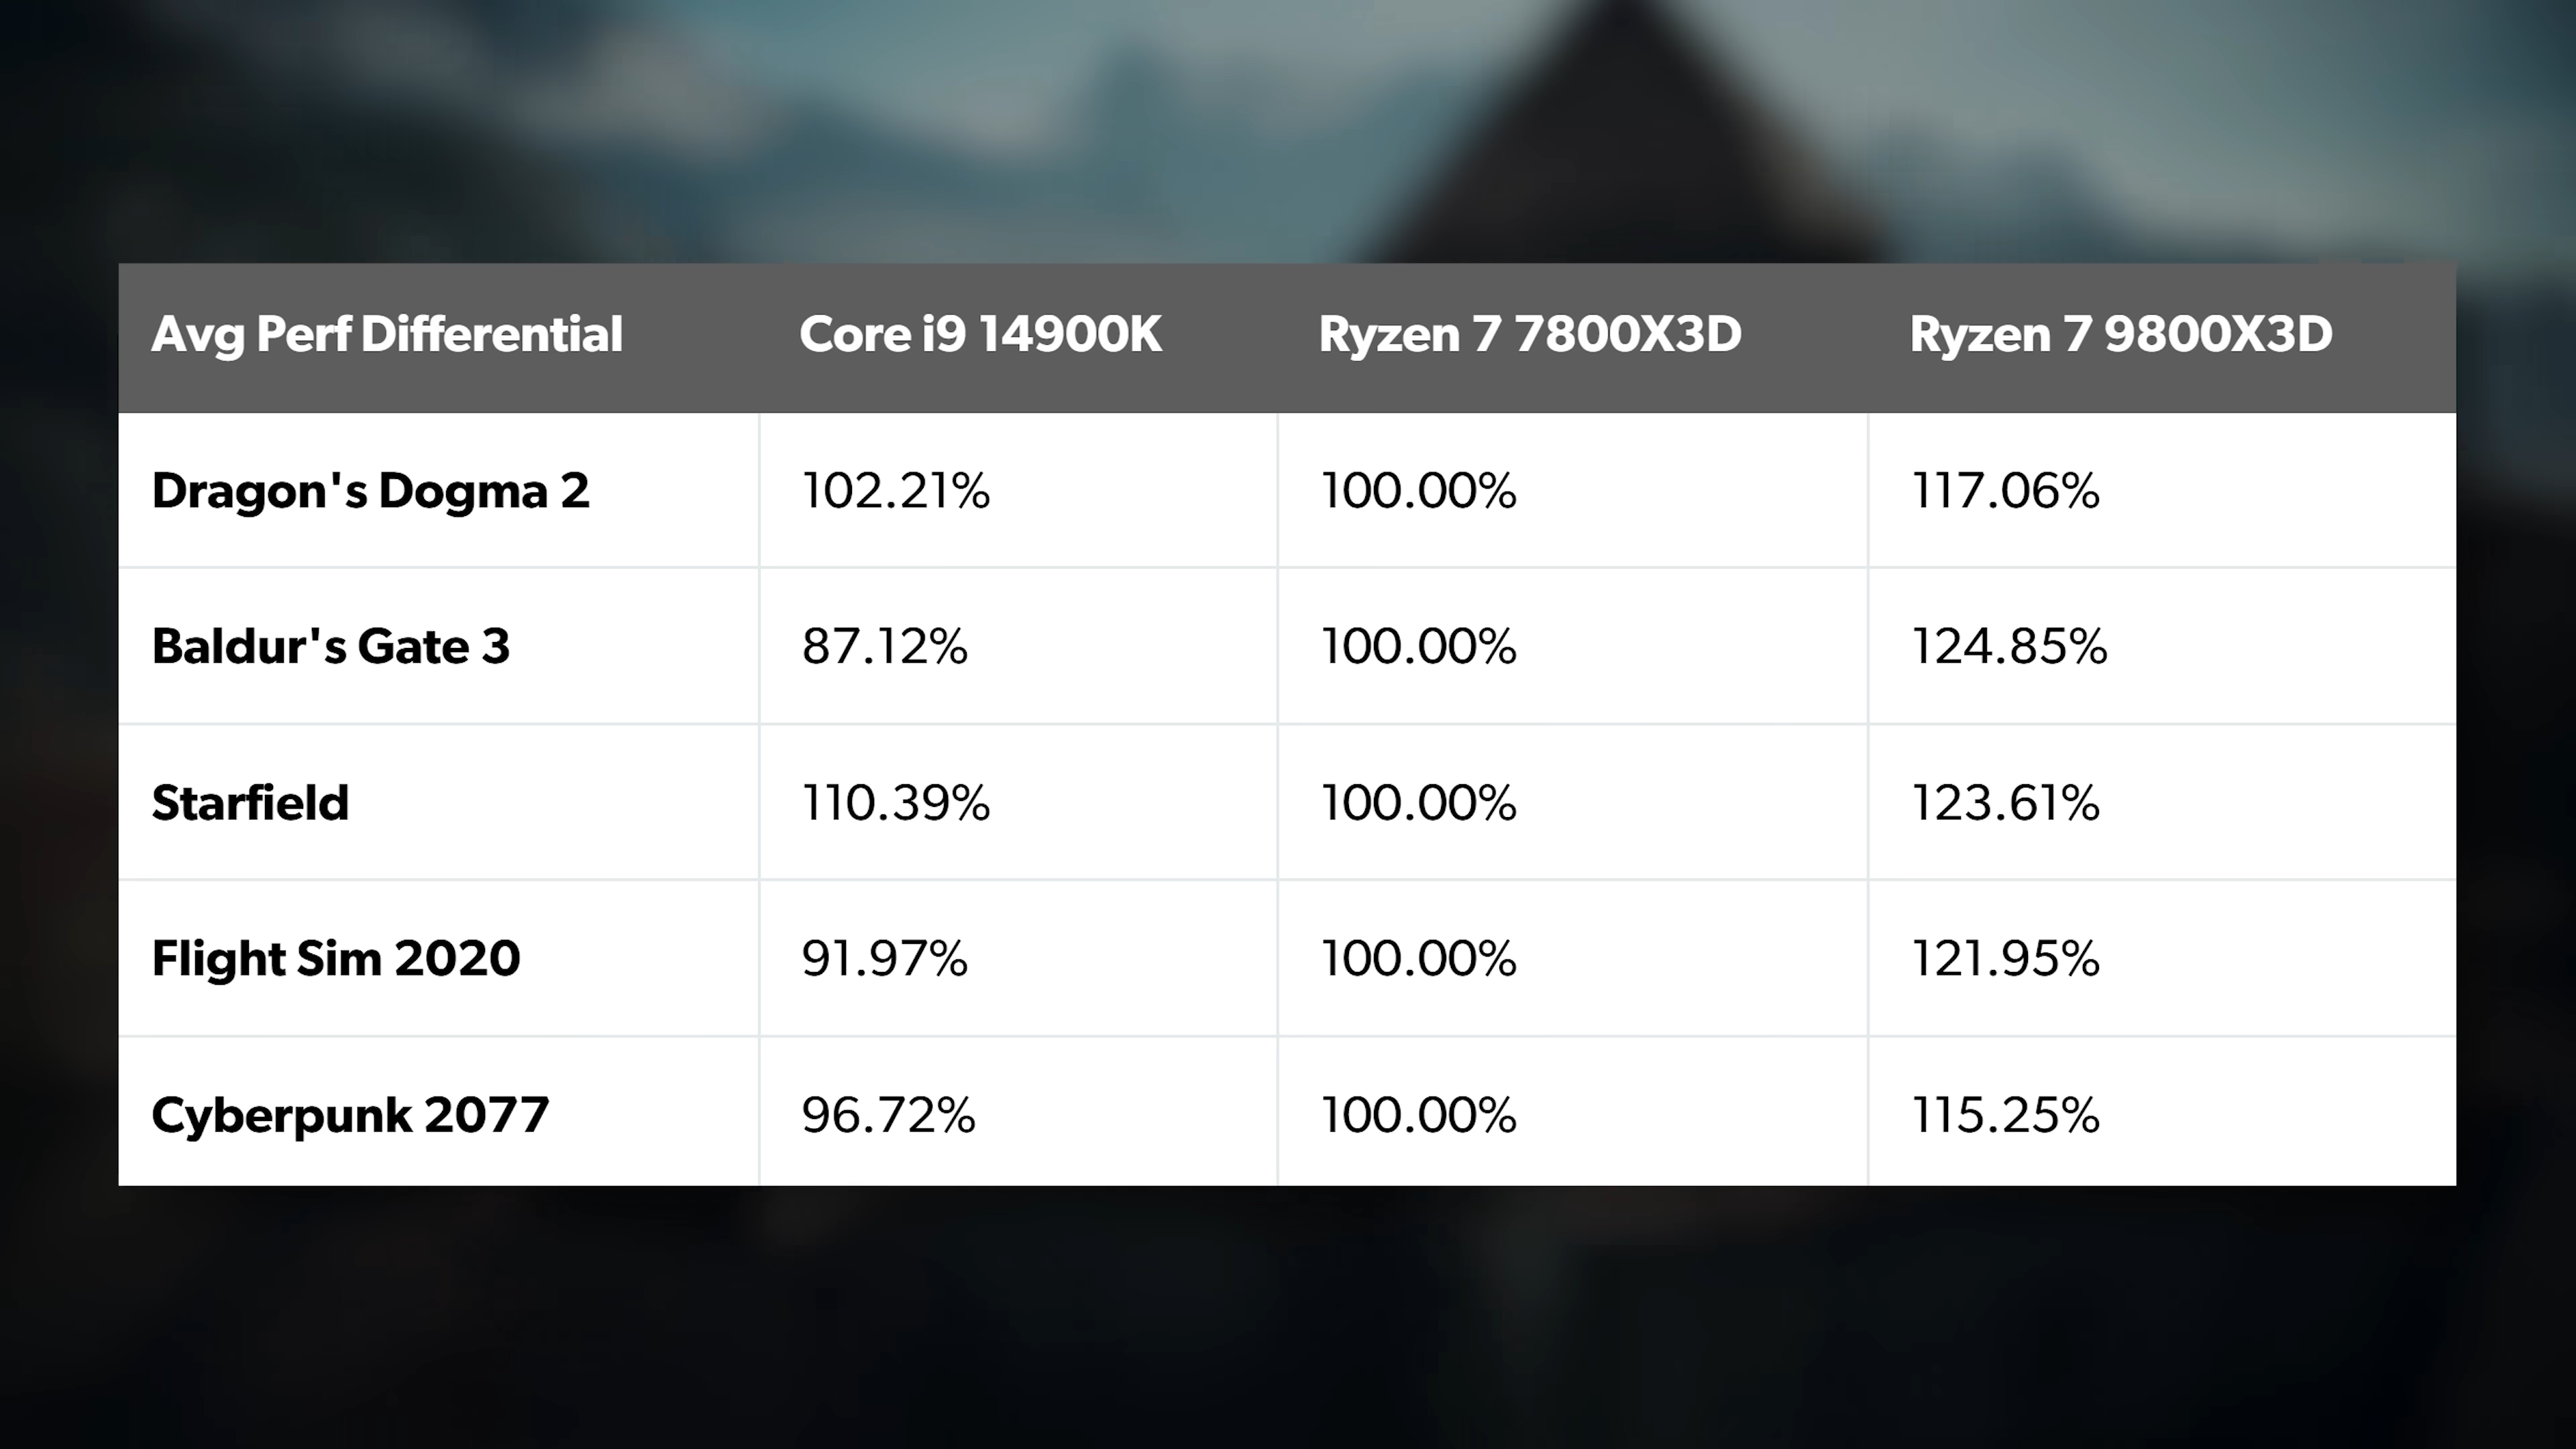 Avg Perf Differential Core i9 14900K Ryzen 7 7800X3D Ryzen 7 9800X3D
Dragon's Dogma 2 102.21% 100.00% 117.06%
Baldur's Gate 3 87.12% 100.00% 124.85%
Starfield 110.39% 100.00% 123.61%
Flight Sim 2020 91.97% 100.00% 121.95%
Cyberpunk 2077 96.72% 100.00% 115.25%